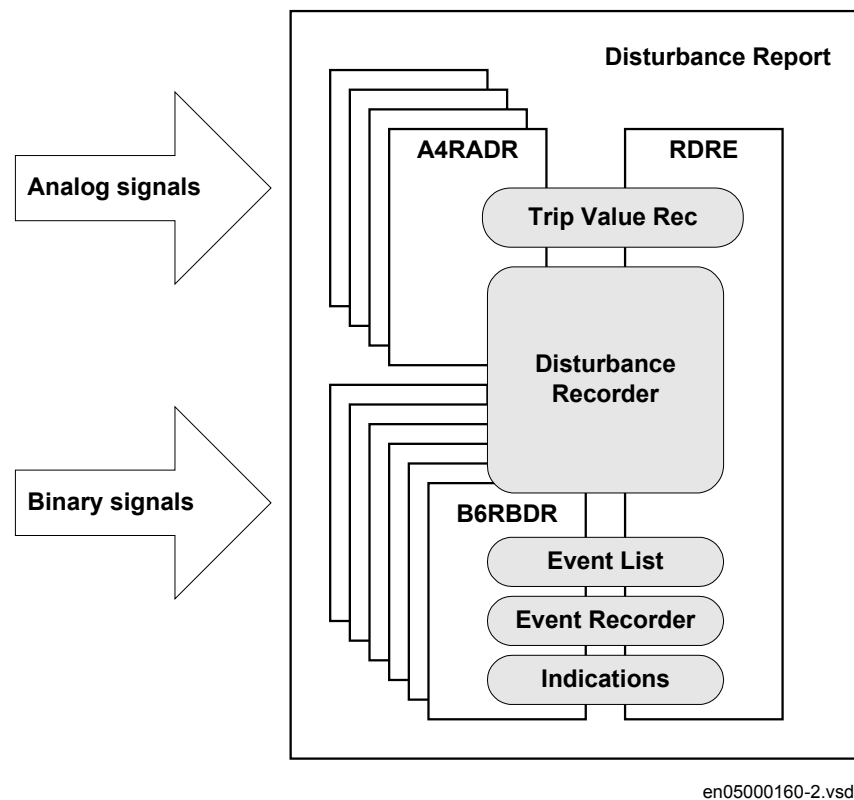 Disturbance Report
A4RADR
RDRE
Analog signals
Trip Value Rec
Disturbance
Recorder
Binary signals
B6RBDR
Event List
Event Recorder
Indications
en05000160-2.vsd